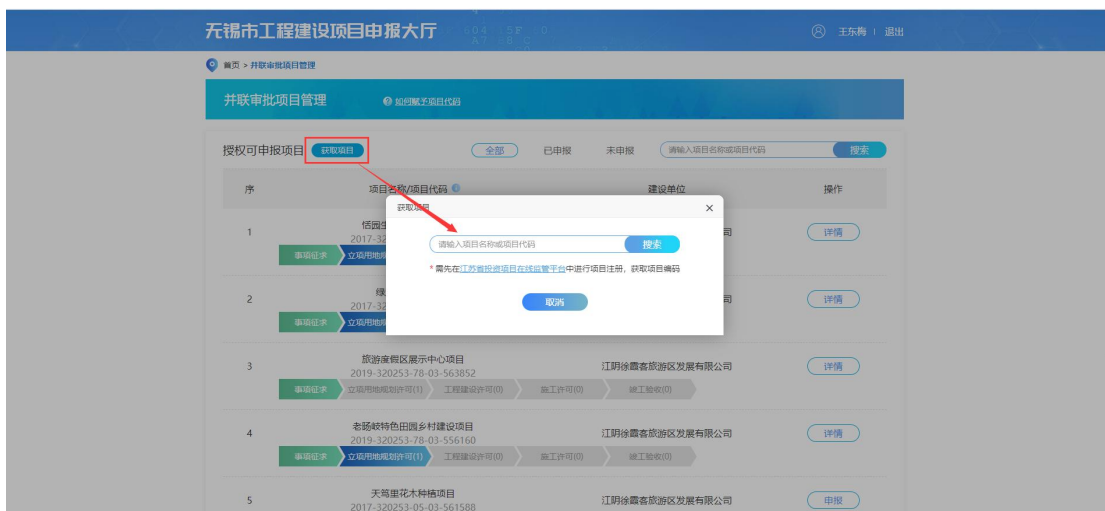 无锡市工程建设项目申报大厅
王东梅 | 退出
首页 > 并联审批项目管理
并联审批项目管理 如何赋予项目代码
授权可申报项目 获取项目 全部 已申报 未申报 请输入项目名称或项目代码 搜索
序 项目名称/项目代码 建设单位 操作
获取项目 ×
请输入项目名称或项目代码 搜索
* 需先在江苏省投资项目在线监管平台中进行项目注册，获取项目编码
取消
1 恬园生 司 详情
2017-32
事项征求 立项用地规
2 绿 司 详情
2017-32
事项征求 立项用地规
3 旅游度假区展示中心项目 江阴徐霞客旅游区发展有限公司 详情
2019-320253-78-03-563852
事项征求 立项用地规划许可(1) 工程建设许可(0) 施工许可(0) 竣工验收(0)
4 老旸岐特色田园乡村建设项目 江阴徐霞客旅游区发展有限公司 详情
2019-320253-78-03-556160
事项征求 立项用地规划许可(1) 工程建设许可(0) 施工许可(0) 竣工验收(0)
5 天笃里花木种植项目 江阴徐霞客旅游区发展有限公司 申报
2017-320253-05-03-561588